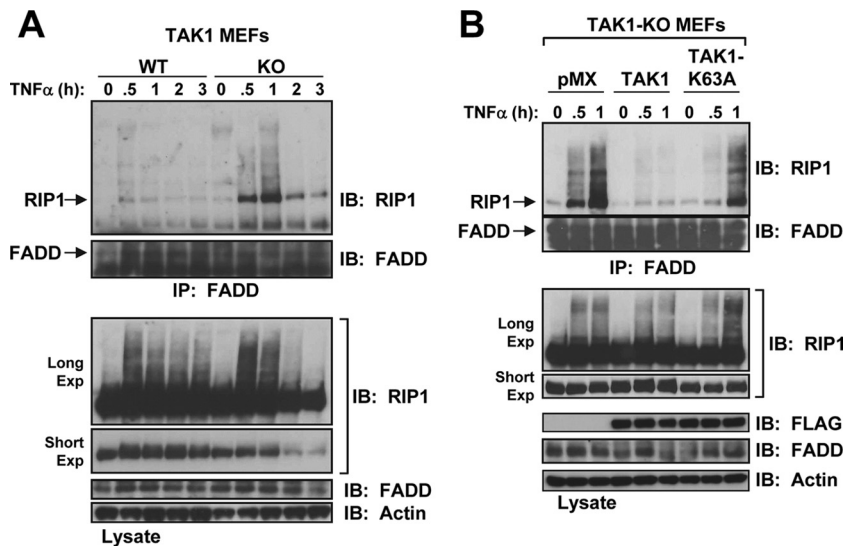 A
TAK1 MEFs
WT KO
TNFα (h): 0 .5 1 2 3 0 .5 1 2 3
RIP1 IB: RIP1
FADD IB: FADD
IP: FADD
Long Exp
IB: RIP1
Short Exp
IB: FADD
IB: Actin
Lysate
B
TAK1-KO MEFs
pMX TAK1 TAK1-K63A
TNFα (h): 0 .5 1 0 .5 1 0 .5 1
IB: RIP1
RIP1
FADD IB: FADD
IP: FADD
Long Exp
IB: RIP1
Short Exp
IB: FLAG
IB: FADD
IB: Actin
Lysate